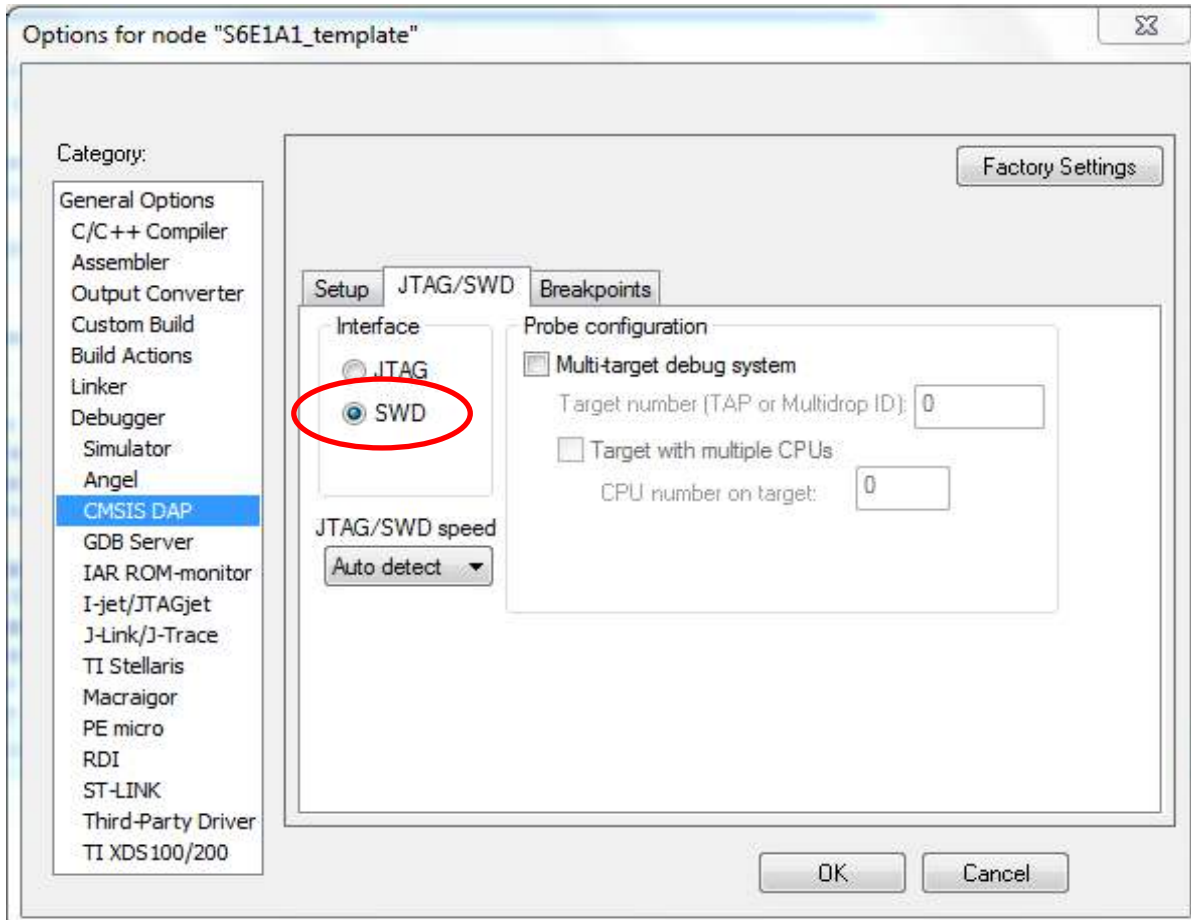 Options for node "S6E1A1_template"
Category:
Factory Settings
General Options
C/C++ Compiler
Assembler
Output Converter
Custom Build
Build Actions
Linker
Debugger
Simulator
Angel
CMSIS DAP
GDB Server
IAR ROM-monitor
I-jet/JTAGjet
J-Link/J-Trace
TI Stellaris
Macraigor
PE micro
RDI
ST-LINK
Third-Party Driver
TI XDS100/200
Setup JTAG/SWD Breakpoints
Interface
JTAG
SWD
JTAG/SWD speed
Auto detect
Probe configuration
Multi-target debug system
Target number (TAP or Multidrop ID): 0
Target with multiple CPUs
CPU number on target: 0
OK Cancel